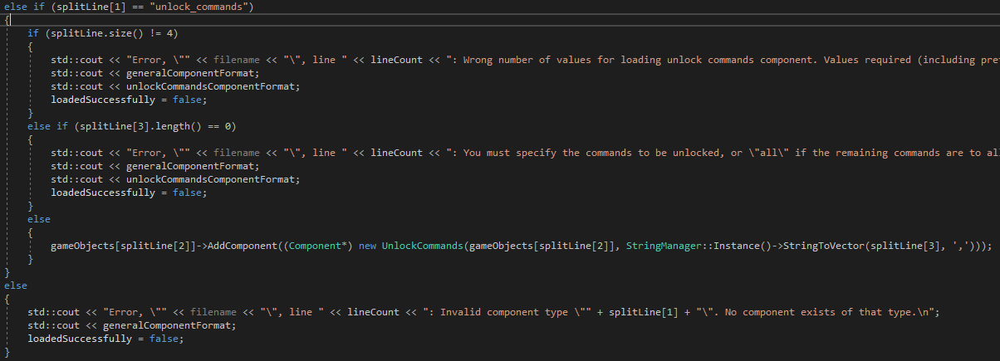 else if (splitLine[1] == "unlock_commands")
{
if (splitLine.size() != 4)
{
std::cout << "Error, \"" << filename << "\", line " << lineCount << ": Wrong number of values for loading unlock commands component. Values required (including
std::cout << generalComponentFormat;
std::cout << unlockCommandsComponentFormat;
loadedSuccessfully = false;
}
else if (splitLine[3].length() == 0)
{
std::cout << "Error, \"" << filename << "\", line " << lineCount << ": You must specify the commands to be unlocked, or \"all\" if the remaining commands are to
std::cout << generalComponentFormat;
std::cout << unlockCommandsComponentFormat;
loadedSuccessfully = false;
}
else
{
gameObjects[splitLine[2]]->AddComponent((Component*) new UnlockCommands(gameObjects[splitLine[2]], StringManager::Instance()->StringToVector(splitLine[3], ',')));
}
}
else
{
std::cout << "Error, \"" << filename << "\", line " << lineCount << ": Invalid component type \"" + splitLine[1] + "\". No component exists of that type.\n";
std::cout << generalComponentFormat;
loadedSuccessfully = false;
}